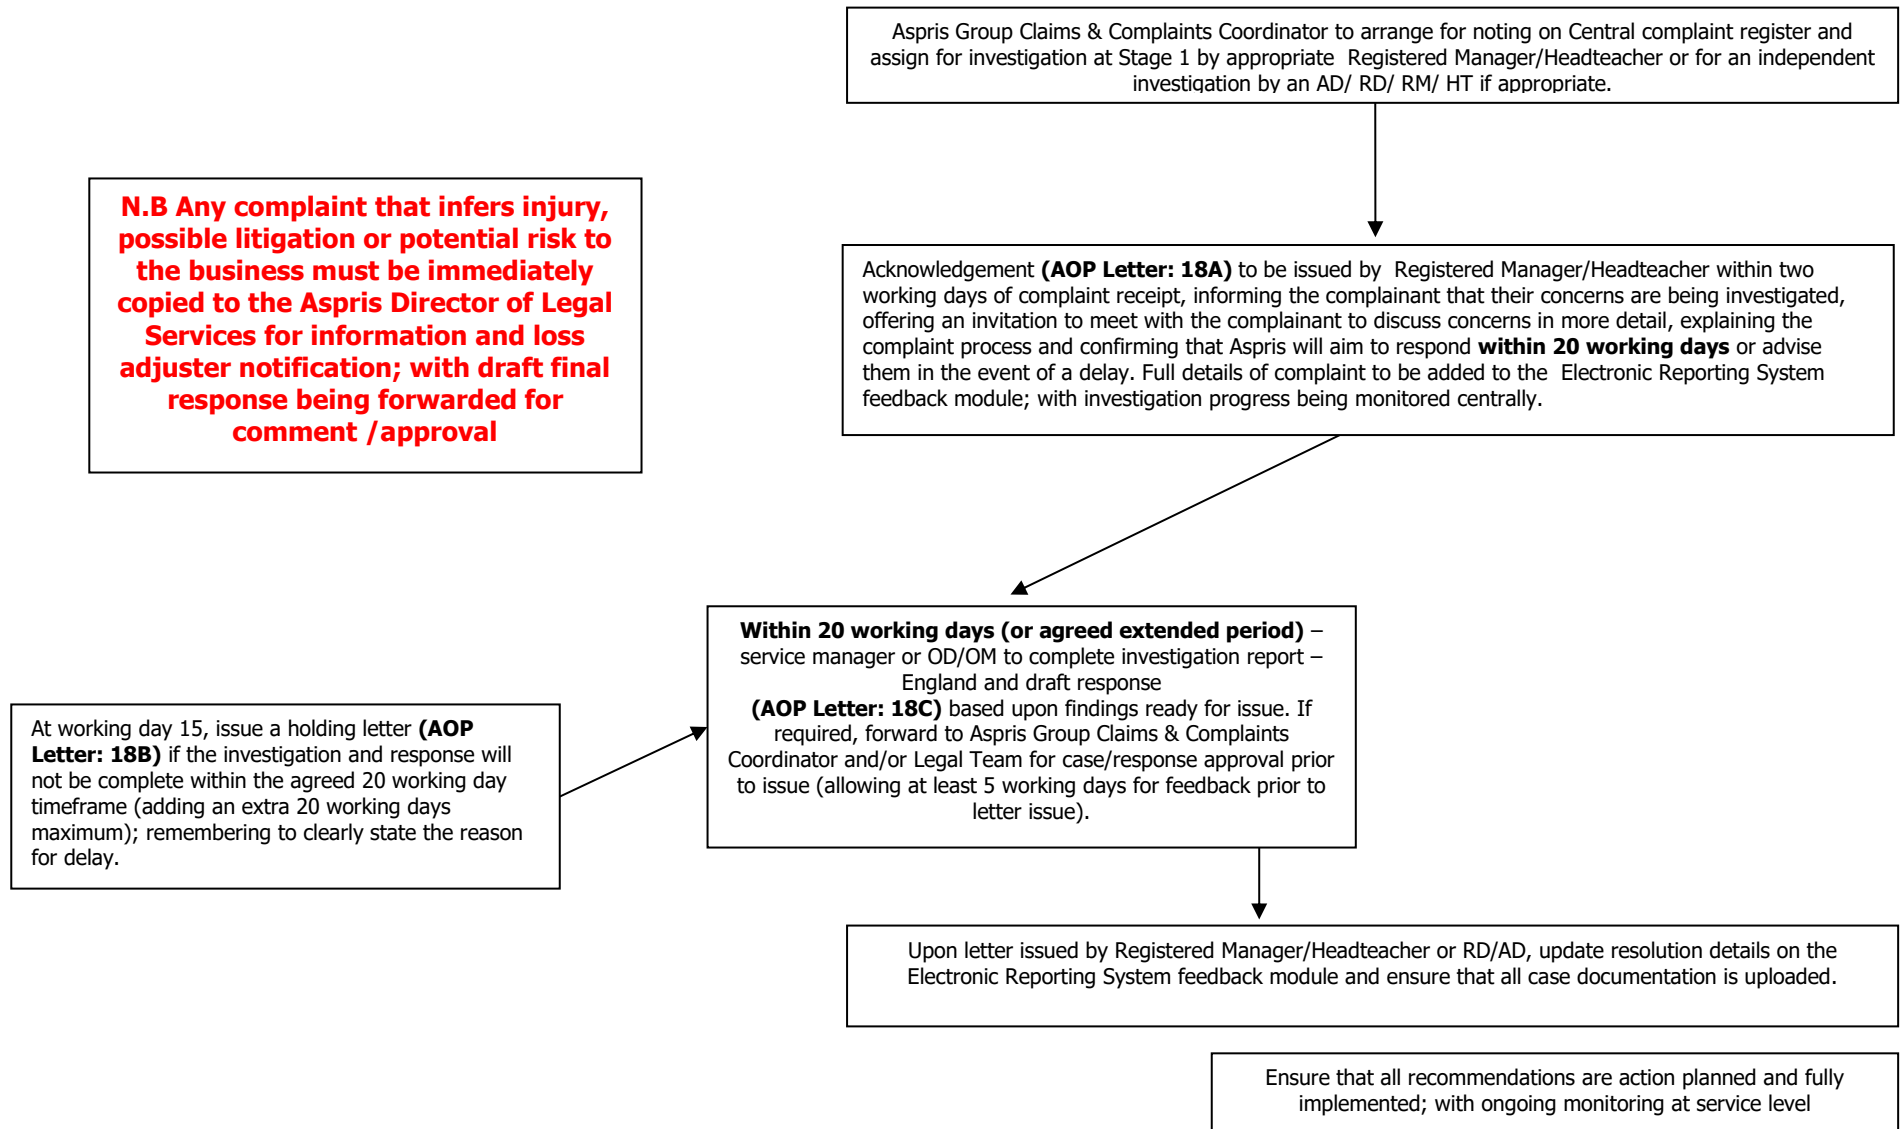 Aspris Group Claims & Complaints Coordinator to arrange for noting on Central complaint register and
assign for investigation at Stage 1 by appropriate Registered Manager/Headteacher or for an independent
investigation by an AD/ RD/ RM/ HT if appropriate.
N.B Any complaint that infers injury,
possible litigation or potential risk to
the business must be immediately
copied to the Aspris Director of Legal
Services for information and loss
adjuster notification; with draft final
response being forwarded for
comment /approval
Acknowledgement (AOP Letter: 18A) to be issued by Registered Manager/Headteacher within two
working days of complaint receipt, informing the complainant that their concerns are being investigated,
offering an invitation to meet with the complainant to discuss concerns in more detail, explaining the
complaint process and confirming that Aspris will aim to respond within 20 working days or advise
them in the event of a delay. Full details of complaint to be added to the Electronic Reporting System
feedback module; with investigation progress being monitored centrally.
Within 20 working days (or agreed extended period) –
service manager or OD/OM to complete investigation report –
England and draft response
(AOP Letter: 18C) based upon findings ready for issue. If
required, forward to Aspris Group Claims & Complaints
Coordinator and/or Legal Team for case/response approval prior
to issue (allowing at least 5 working days for feedback prior to
letter issue).
At working day 15, issue a holding letter (AOP
Letter: 18B) if the investigation and response will
not be complete within the agreed 20 working day
timeframe (adding an extra 20 working days
maximum); remembering to clearly state the reason
for delay.
Upon letter issued by Registered Manager/Headteacher or RD/AD, update resolution details on the
Electronic Reporting System feedback module and ensure that all case documentation is uploaded.
Ensure that all recommendations are action planned and fully
implemented; with ongoing monitoring at service level